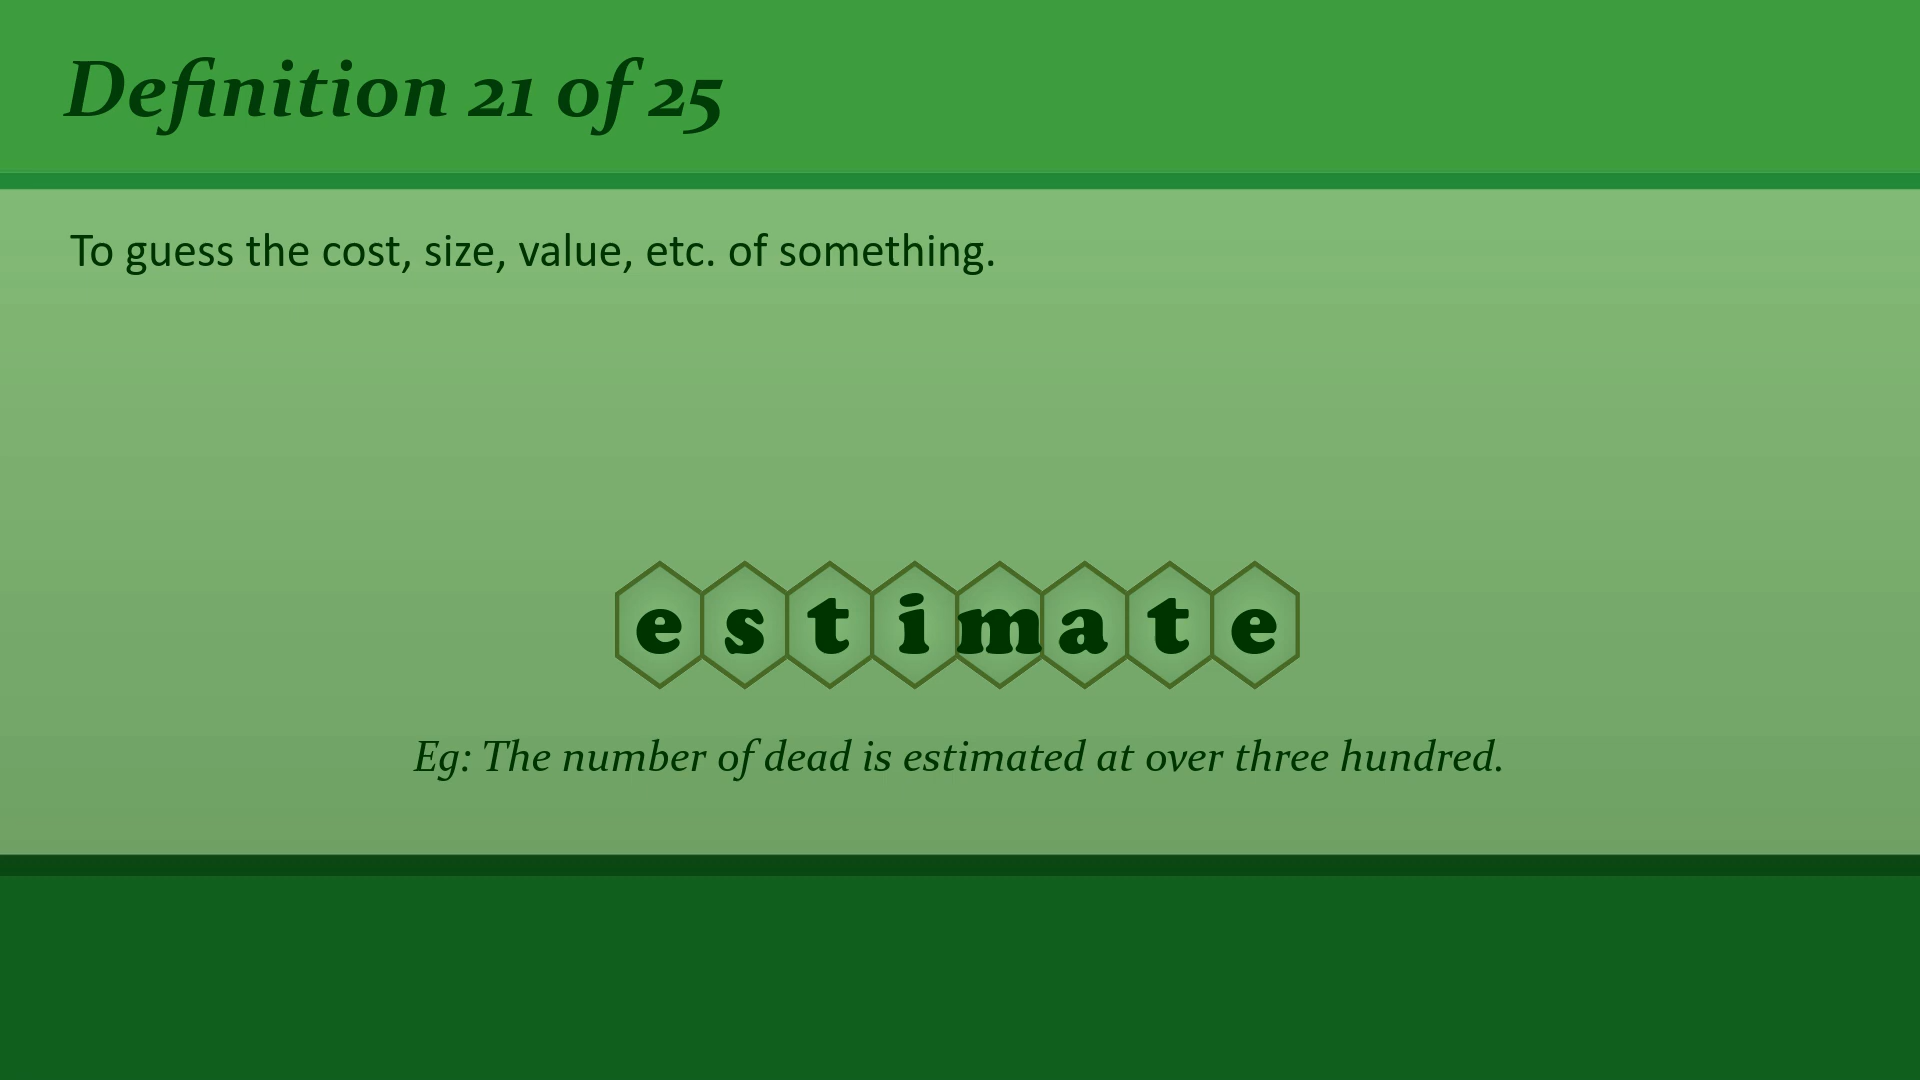 Definition 21 of 25
To guess the cost, size, value, etc. of something.
estimate
Eg: The number of dead is estimated at over three hundred.